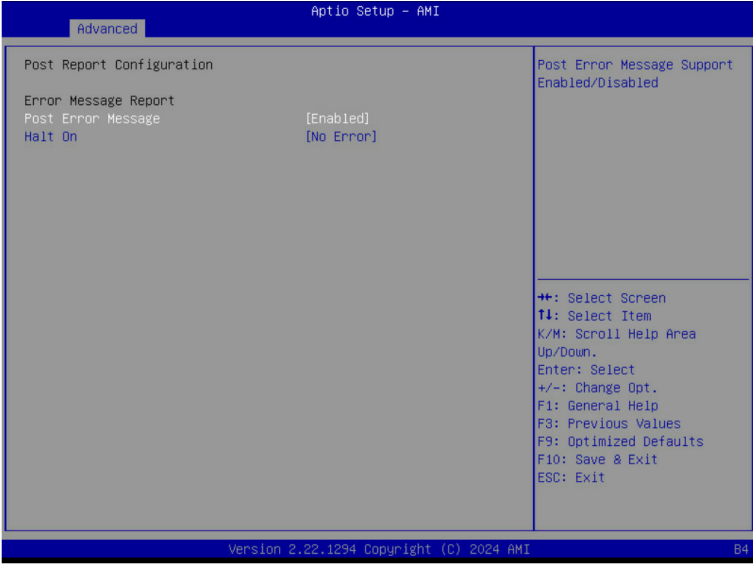 Aptio Setup – AMI
Advanced
Post Report Configuration
Error Message Report
Post Error Message [Enabled]
Halt On [No Error]
Post Error Message Support
Enabled/Disabled
→←: Select Screen
↑↓: Select Item
K/M: Scroll Help Area
Up/Down.
Enter: Select
+/-: Change Opt.
F1: General Help
F3: Previous Values
F9: Optimized Defaults
F10: Save & Exit
ESC: Exit
Version 2.22.1294 Copyright (C) 2024 AMI
B4